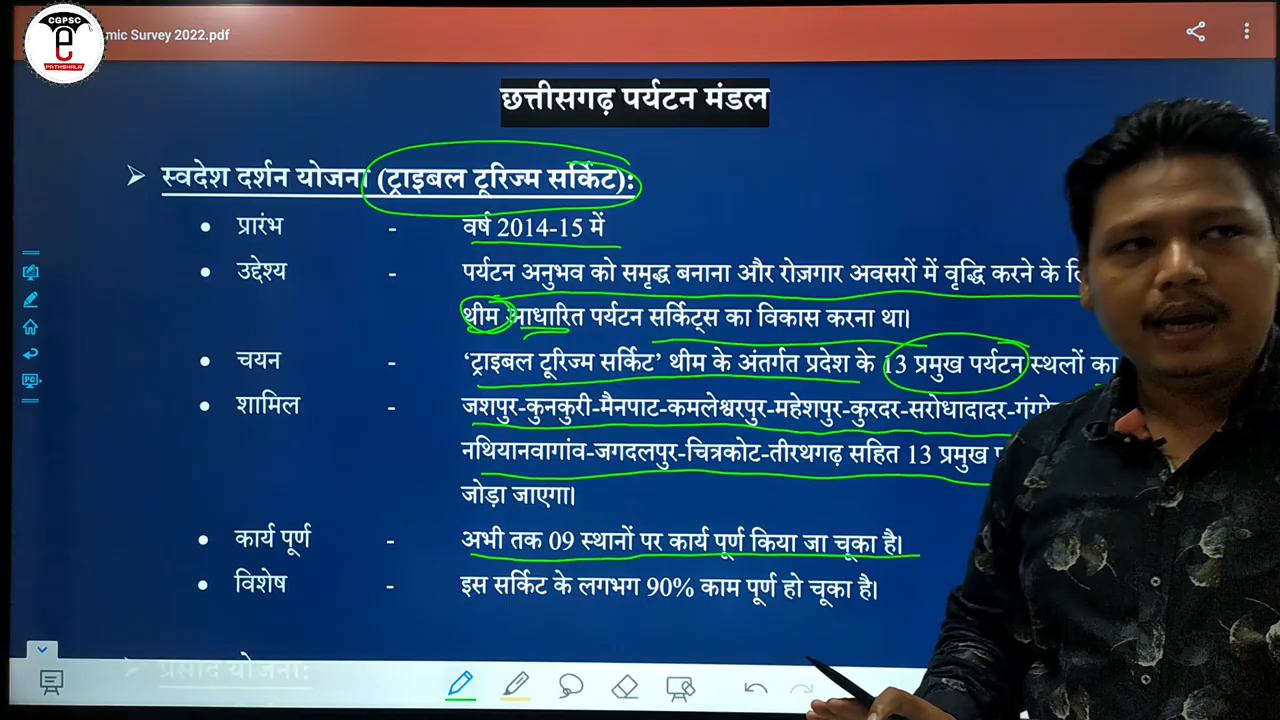 CGPSC
e
PATHSHALA
mic Survey 2022.pdf
छत्तीसगढ़ पर्यटन मंडल
स्वदेश दर्शन योजना (ट्राइबल टूरिज्म सर्किट):
प्रारंभ - वर्ष 2014-15 में
उद्देश्य - पर्यटन अनुभव को समृद्ध बनाना और रोज़गार अवसरों में वृद्धि करने के
थीम आधारित पर्यटन सर्किट्स का विकास करना था।
चयन - ‘ट्राइबल टूरिज्म सर्किट’ थीम के अंतर्गत प्रदेश के 13 प्रमुख पर्यटन स्थलों का
शामिल - जशपुर-कुनकुरी-मैनपाट-कमलेश्वरपुर-महेशपुर-कुरदर-सरोधादादर-
नथियानवागांव-जगदलपुर-चित्रकोट-तीरथगढ़ सहित 13 प्रमुख
जोड़ा जाएगा।
कार्य पूर्ण - अभी तक 09 स्थानों पर कार्य पूर्ण किया जा चूका है।
विशेष - इस सर्किट के लगभग 90% काम पूर्ण हो चूका है।
प्रसाद योजना: